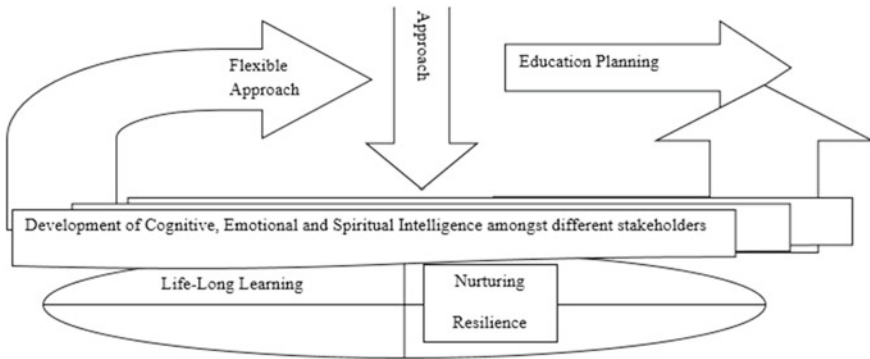 Flexible
Approach
Approach
Education Planning
Development of Cognitive, Emotional and Spiritual Intelligence amongst different stakeholders
Life-Long Learning
Nurturing
Resilience